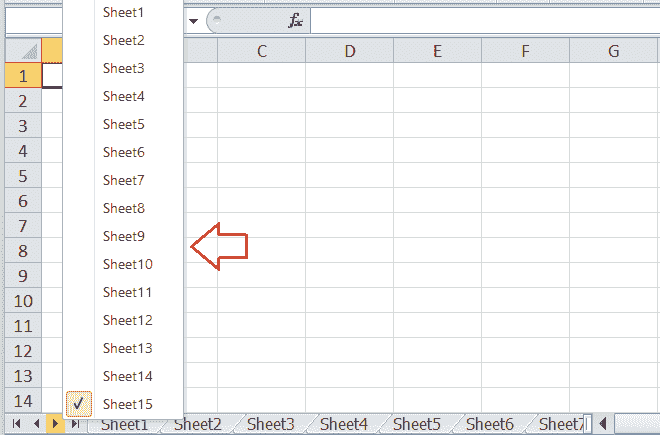 Sheet1
fx
Sheet2
Sheet3
C D E F G
Sheet4
1
2
Sheet5
3
Sheet6
4
Sheet7
5
Sheet8
6
7
Sheet9
8
Sheet10
9
Sheet11
10
Sheet12
11
12
Sheet13
13
Sheet14
14
Sheet15
Sheet1 Sheet2 Sheet3 Sheet4 Sheet5 Sheet6 Sheet7